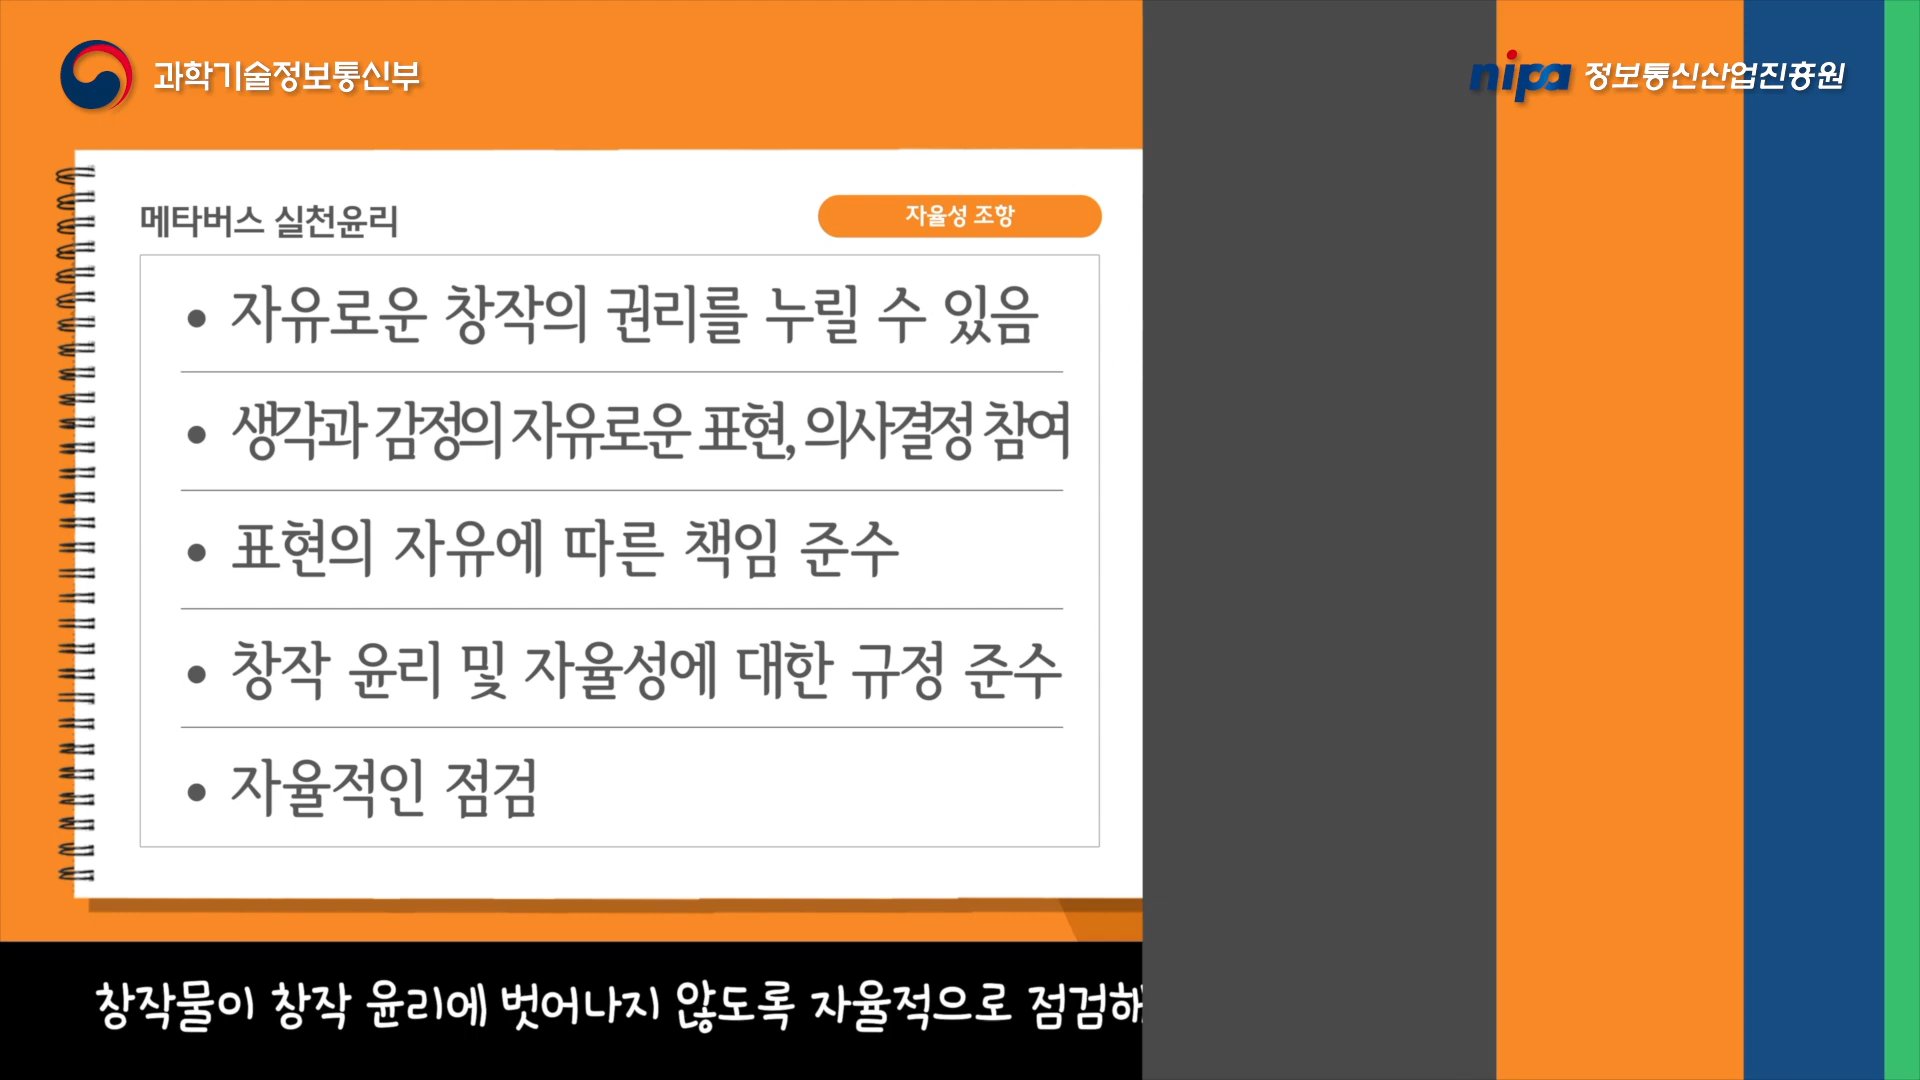 과학기술정보통신부
nipa 정보통신산업진흥원
메타버스 실천윤리
자율성 조항
• 자유로운 창작의 권리를 누릴 수 있음
• 생각과 감정의 자유로운 표현, 의사결정 참여
• 표현의 자유에 따른 책임 준수
• 창작 윤리 및 자율성에 대한 규정 준수
• 자율적인 점검
창작물이 창작 윤리에 벗어나지 않도록 자율적으로 점검해